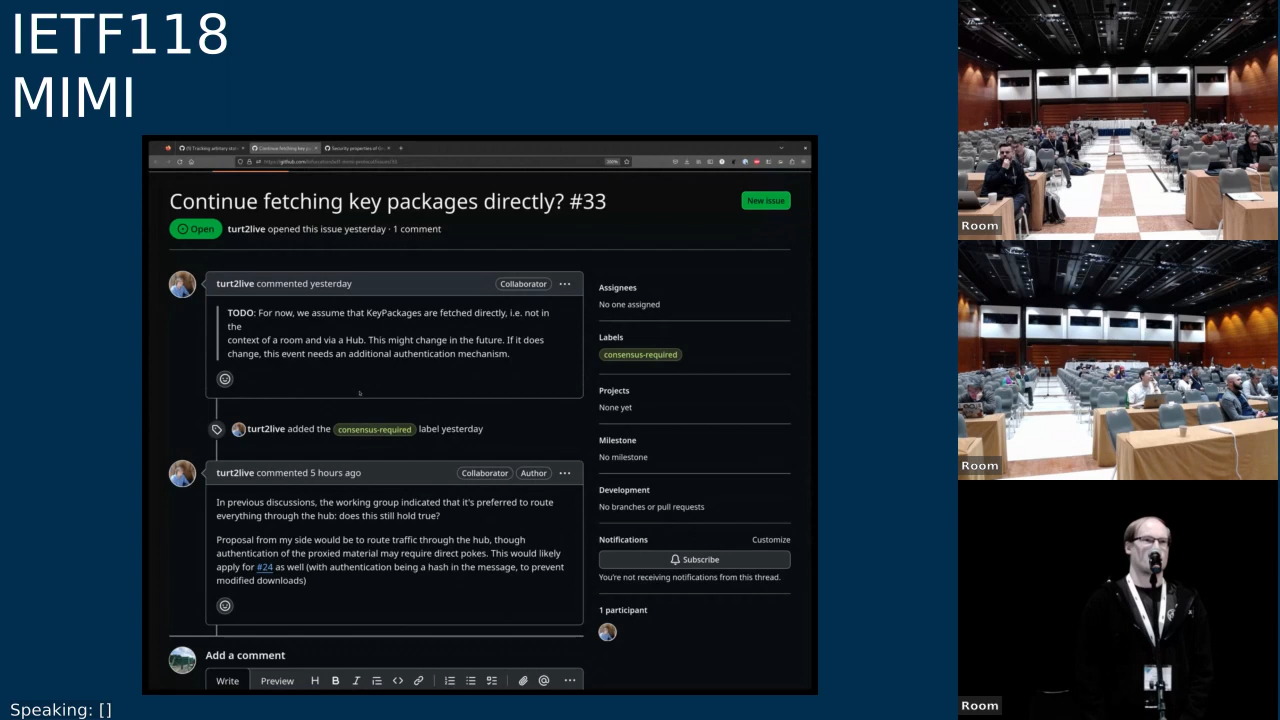 IETF118
MIMI
Continue fetching key packages directly? #33
New issue
Open
turt2live opened this issue yesterday · 1 comment
turt2live commented yesterday
Collaborator
TODO: For now, we assume that KeyPackages are fetched directly, i.e. not in
the
context of a room and via a Hub. This might change in the future. If it does
change, this event needs an additional authentication mechanism.
turt2live added the consensus-required label yesterday
turt2live commented 5 hours ago
Collaborator
Author
In previous discussions, the working group indicated that it's preferred to route
everything through the hub: does this still hold true?
Proposal from my side would be to route traffic through the hub, though
authentication of the proxied material may require direct pokes. This would likely
apply for #24 as well (with authentication being a hash in the message, to prevent
modified downloads)
Add a comment
Write
Preview
Assignees
No one assigned
Labels
consensus-required
Projects
None yet
Milestone
No milestone
Development
No branches or pull requests
Notifications
Customize
Subscribe
You're not receiving notifications from this thread.
1 participant
Room
Room
Room
Speaking: []